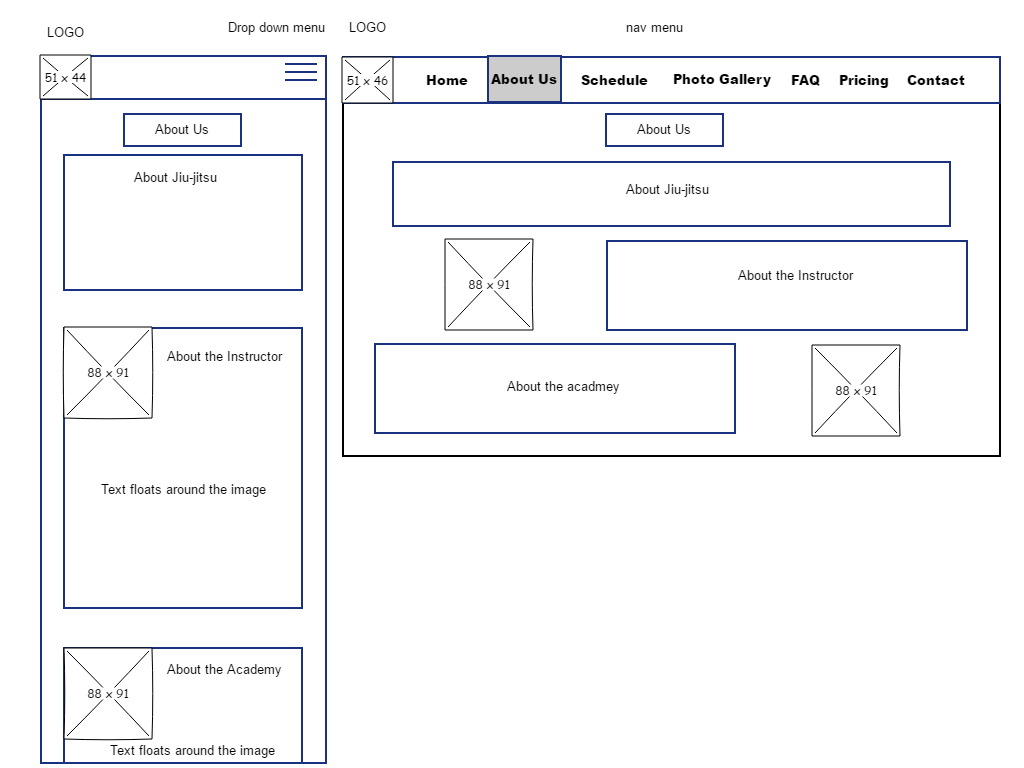 LOGO
Drop down menu
51 x 44
About Us
About Jiu-jitsu
88 x 91
About the Instructor
Text floats around the image
88 x 91
About the Academy
Text floats around the image
LOGO
nav menu
51 x 46
Home About Us Schedule Photo Gallery FAQ Pricing Contact
About Us
About Jiu-jitsu
88 x 91
About the Instructor
About the acadmey
88 x 91